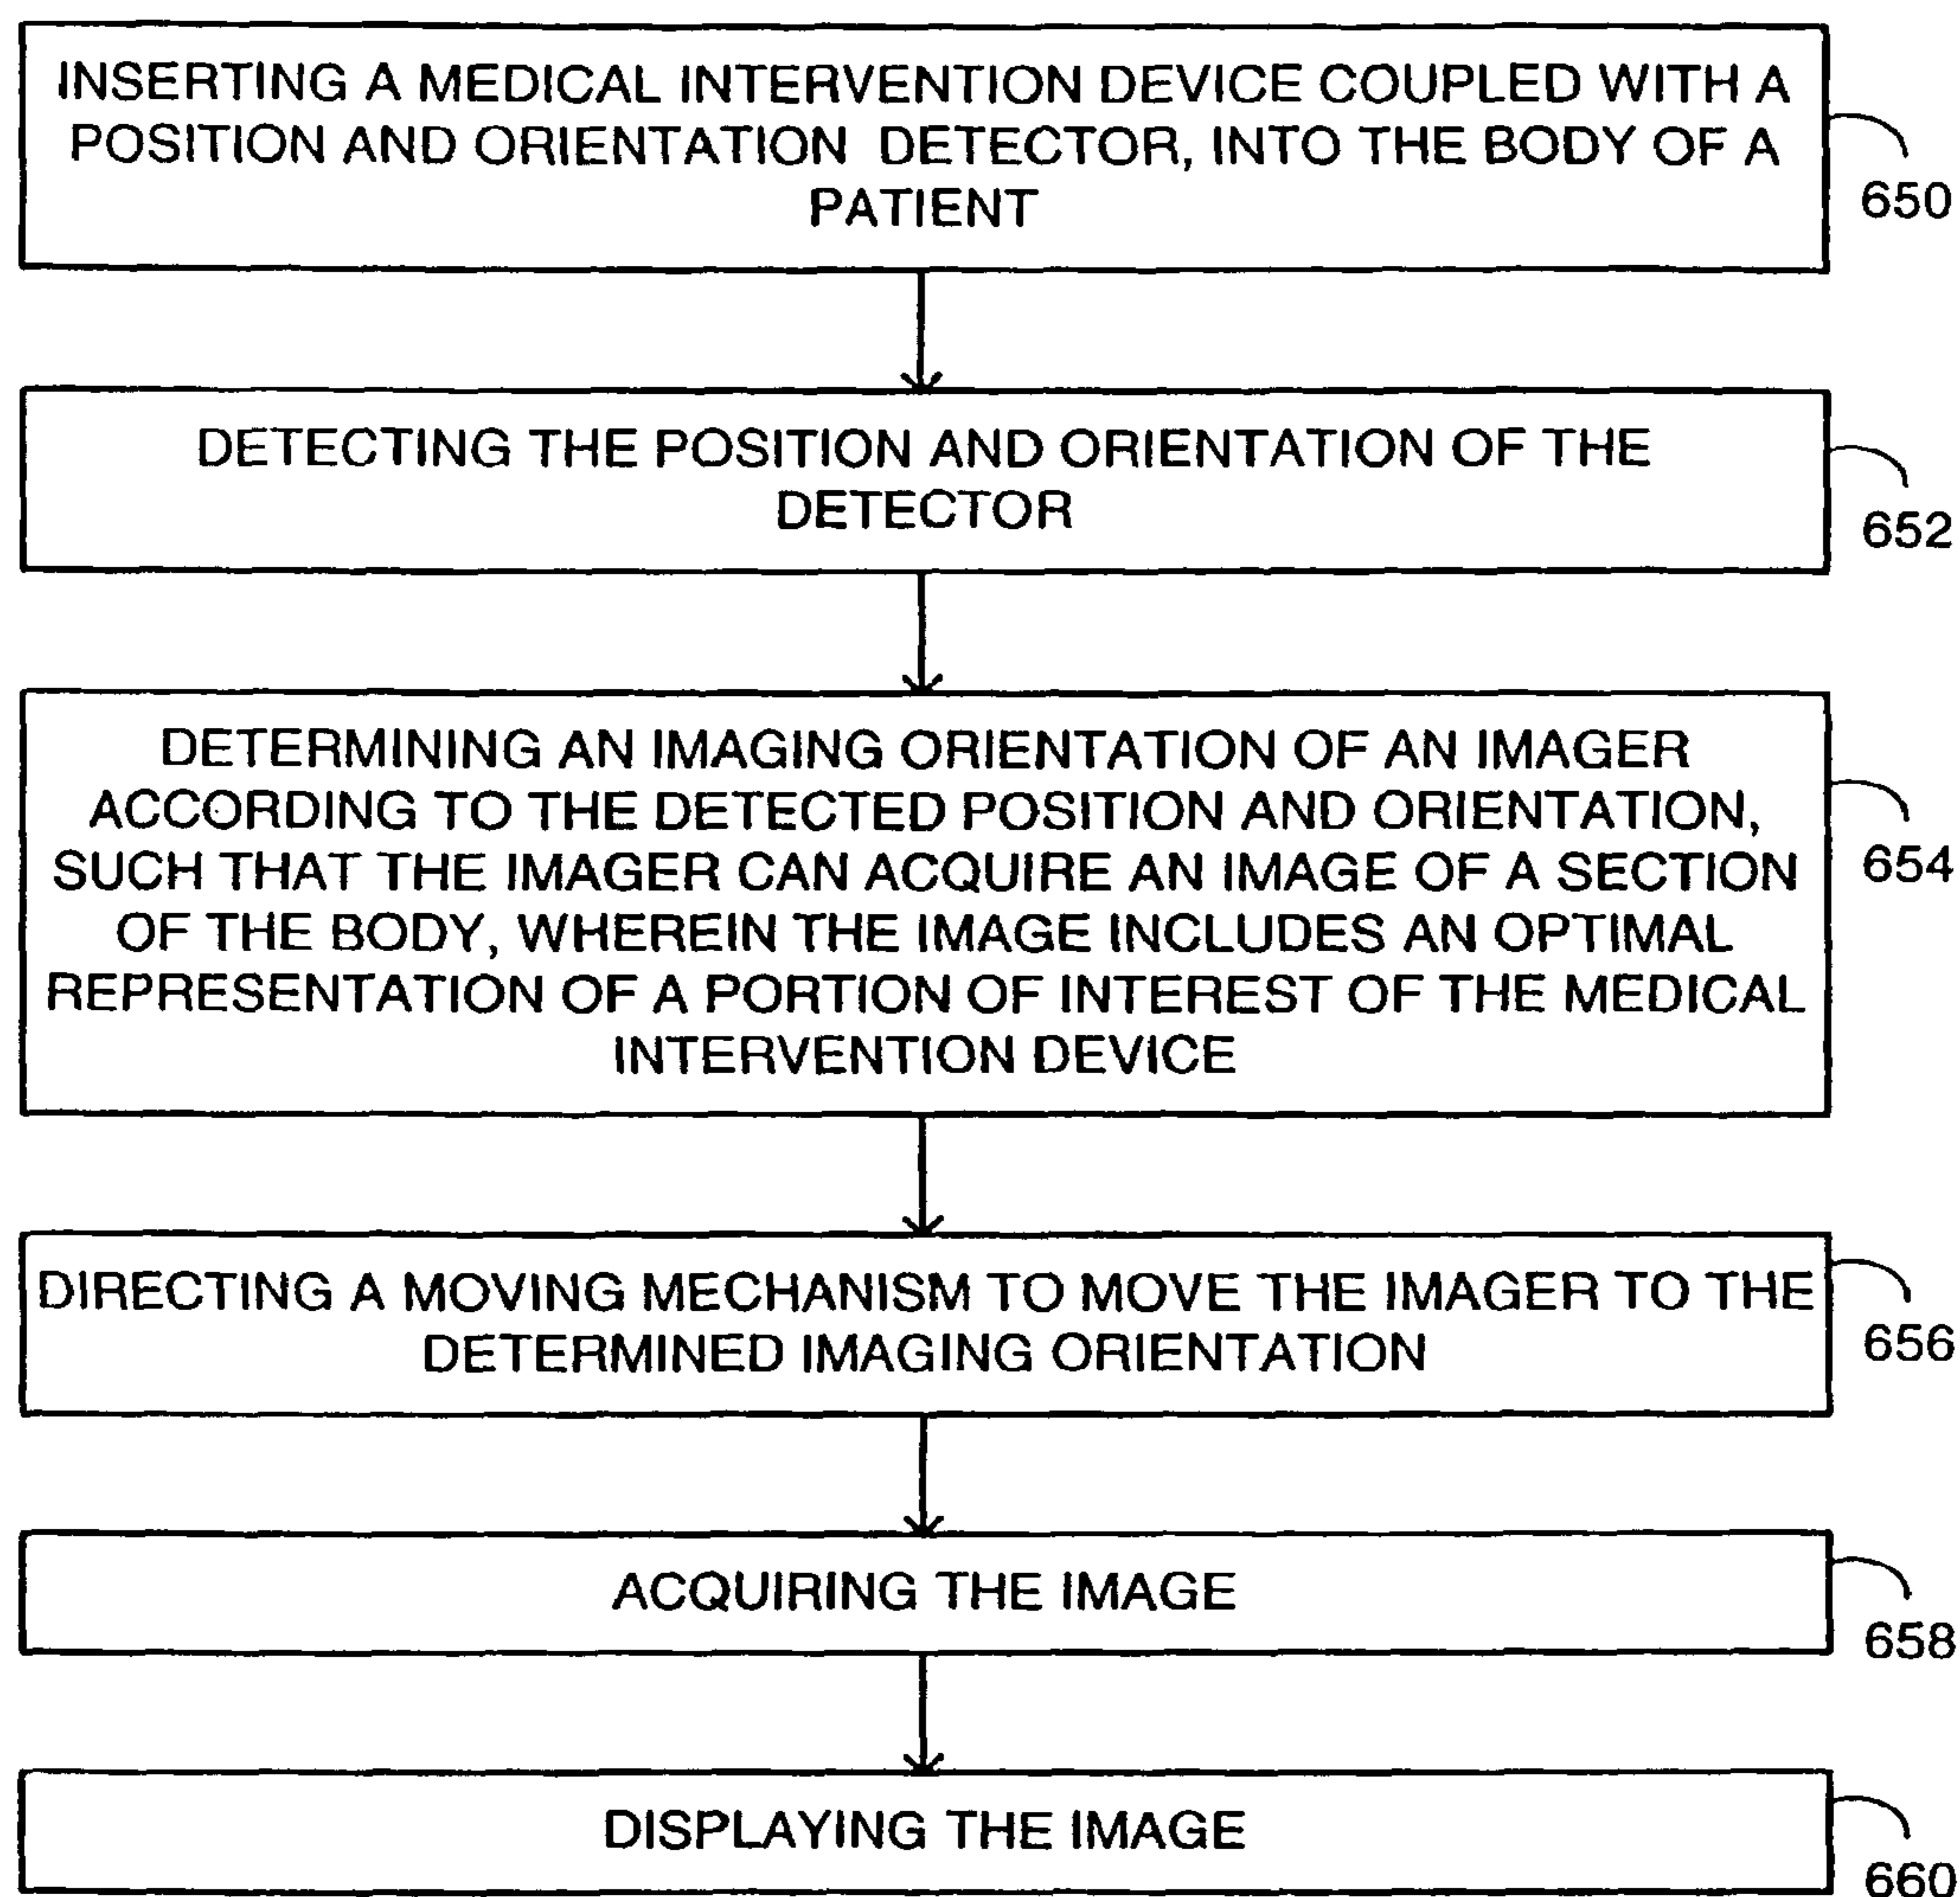 INSERTING A MEDICAL INTERVENTION DEVICE COUPLED WITH A
POSITION AND ORIENTATION DETECTOR, INTO THE BODY OF A
PATIENT
650
DETECTING THE POSITION AND ORIENTATION OF THE
DETECTOR
652
DETERMINING AN IMAGING ORIENTATION OF AN IMAGER
ACCORDING TO THE DETECTED POSITION AND ORIENTATION,
SUCH THAT THE IMAGER CAN ACQUIRE AN IMAGE OF A SECTION
OF THE BODY, WHEREIN THE IMAGE INCLUDES AN OPTIMAL
REPRESENTATION OF A PORTION OF INTEREST OF THE MEDICAL
INTERVENTION DEVICE
654
DIRECTING A MOVING MECHANISM TO MOVE THE IMAGER TO THE
DETERMINED IMAGING ORIENTATION
656
ACQUIRING THE IMAGE
658
DISPLAYING THE IMAGE
660